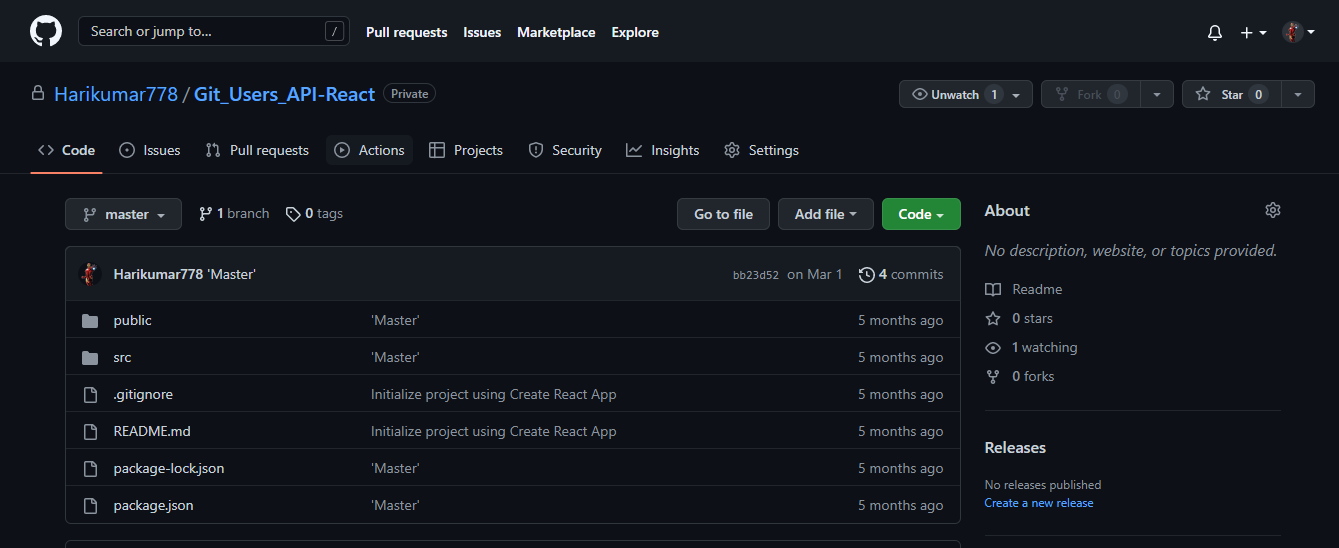 Search or jump to... /
Pull requests Issues Marketplace Explore
Harikumar778 / Git_Users_API-React Private
Unwatch 1 Fork 0 Star 0
Code Issues Pull requests Actions Projects Security Insights Settings
master 1 branch 0 tags Go to file Add file Code
Harikumar778 'Master' bb23d52 on Mar 1 4 commits
public 'Master' 5 months ago
src 'Master' 5 months ago
.gitignore Initialize project using Create React App 5 months ago
README.md Initialize project using Create React App 5 months ago
package-lock.json 'Master' 5 months ago
package.json 'Master' 5 months ago
About
No description, website, or topics provided.
Readme
0 stars
1 watching
0 forks
Releases
No releases published
Create a new release